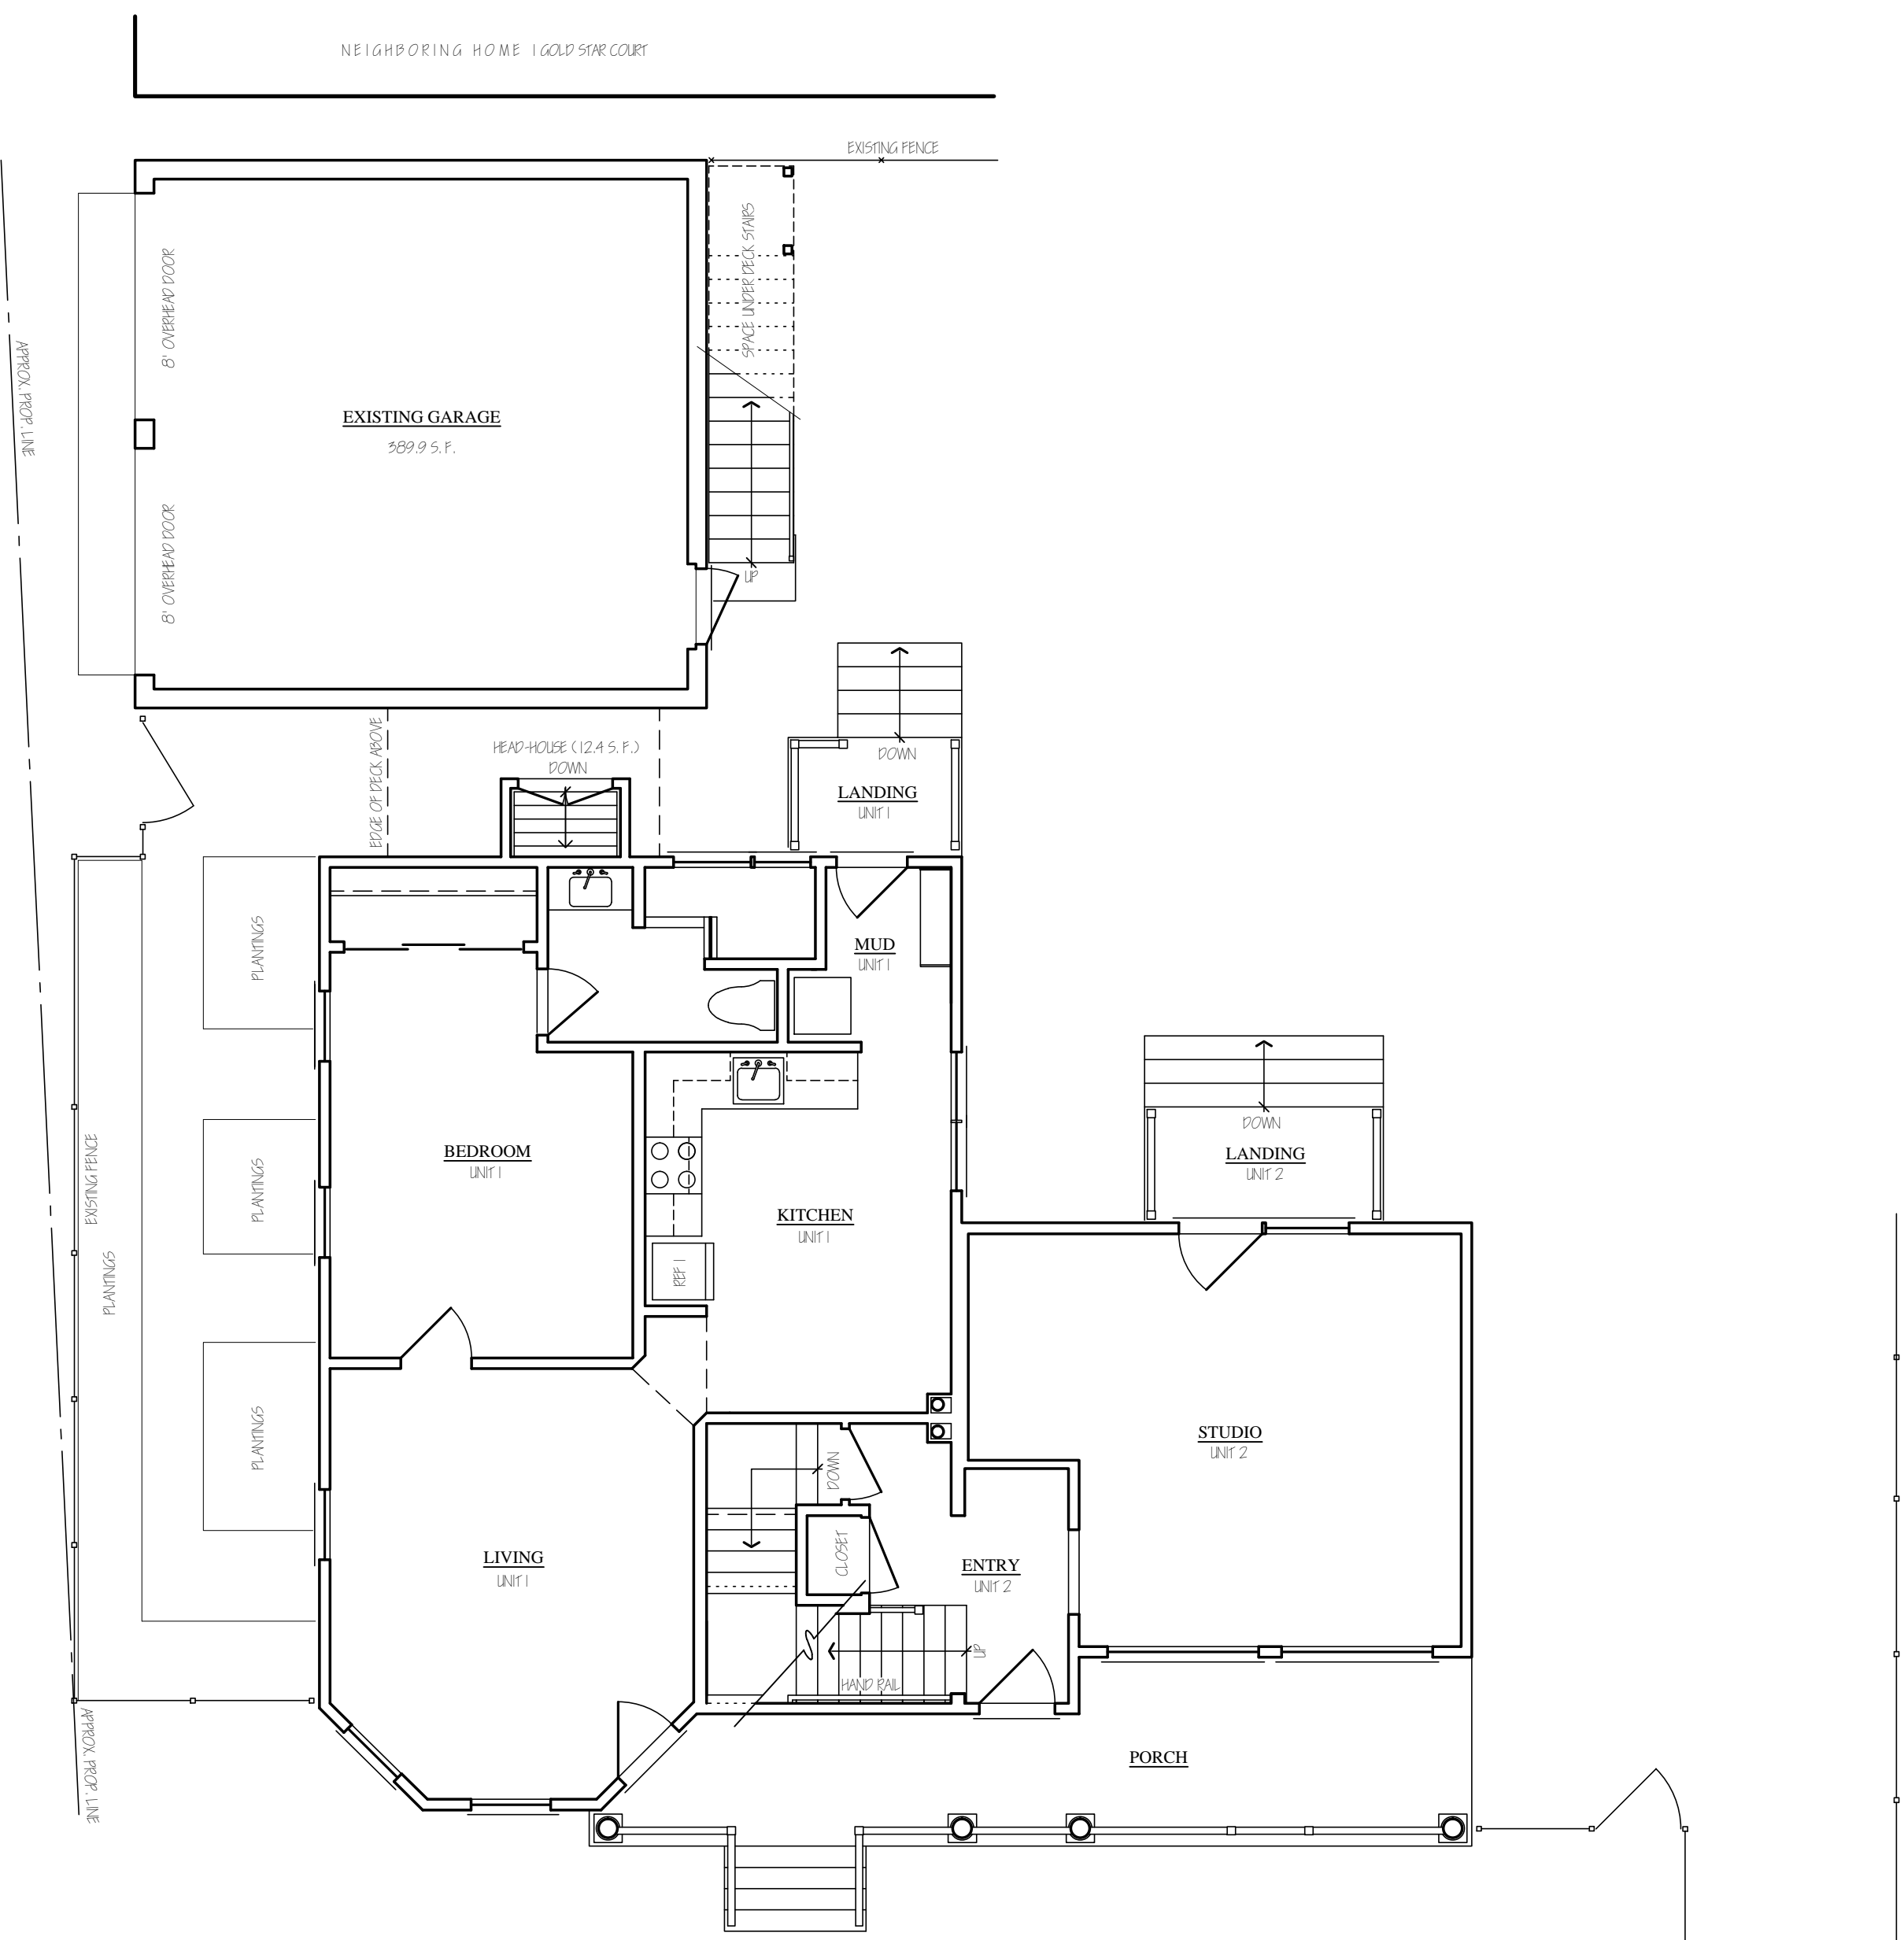 NEIGHBORING HOME 1 GOLD STAR COURT
EXISTING FENCE
APPROX. PROP. LINE
8' OVERHEAD DOOR
8' OVERHEAD DOOR
EXISTING GARAGE
389.9 S. F.
SPACE UNDER DECK STAIRS
UP
EDGE OF DECK ABOVE
HEAD-HOUSE (12.4 S. F.)
DOWN
DOWN
LANDING
UNIT 1
PLANTINGS
MUD
UNIT 1
EXISTING FENCE
PLANTINGS
PLANTINGS
BEDROOM
UNIT 1
KITCHEN
UNIT 1
REF 1
DOWN
LANDING
UNIT 2
PLANTINGS
DOWN
STUDIO
UNIT 2
LIVING
UNIT 1
CLOSET
ENTRY
UNIT 2
UP
HAND RAIL
APPROX. PROP. LINE
PORCH